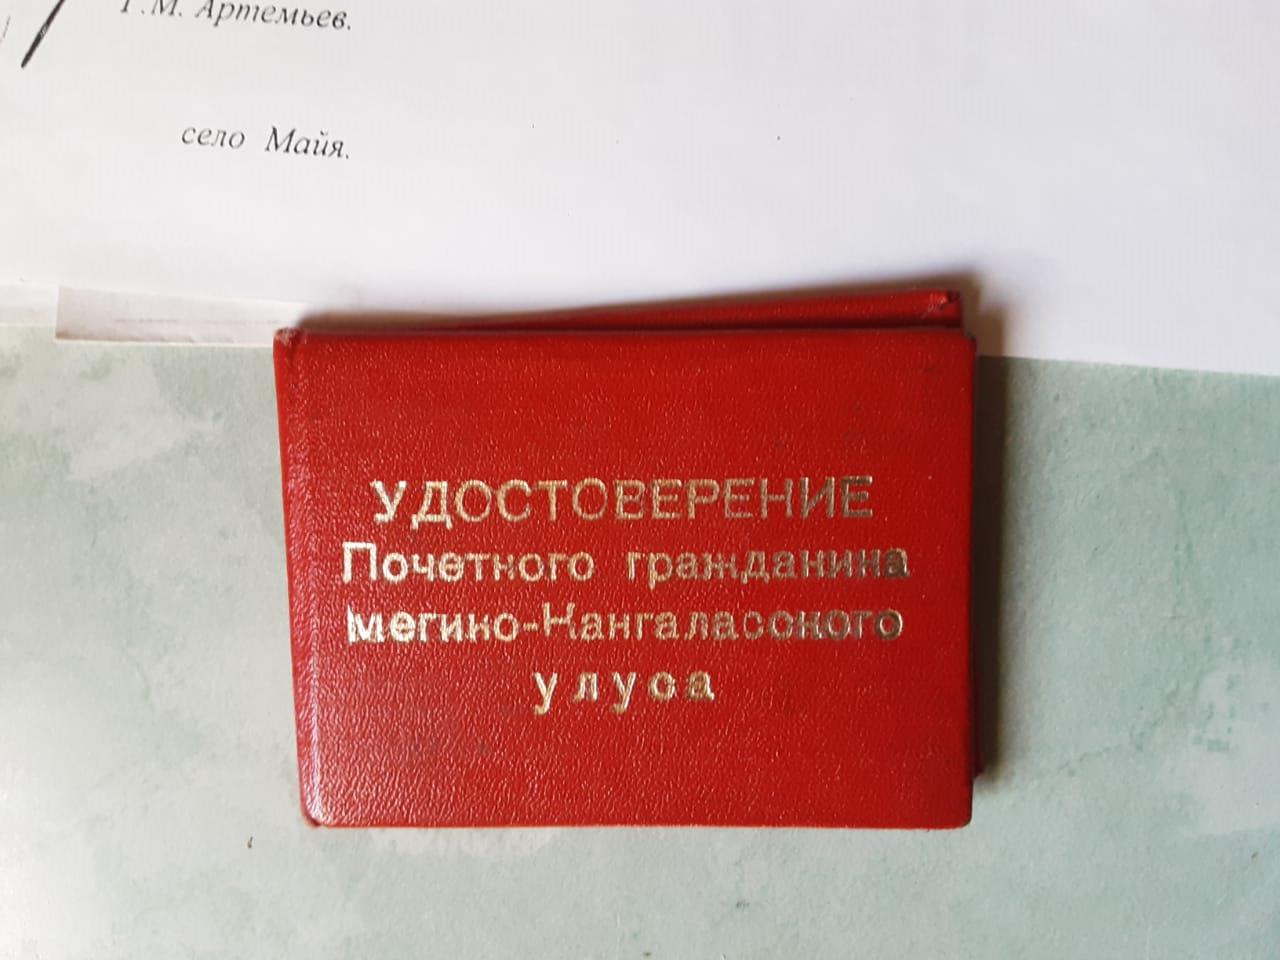 Г.М. Артемьев.
село Майя.
УДОСТОВЕРЕНИЕ
Почетного гражданина
Мегино-Кангаласского
улуса